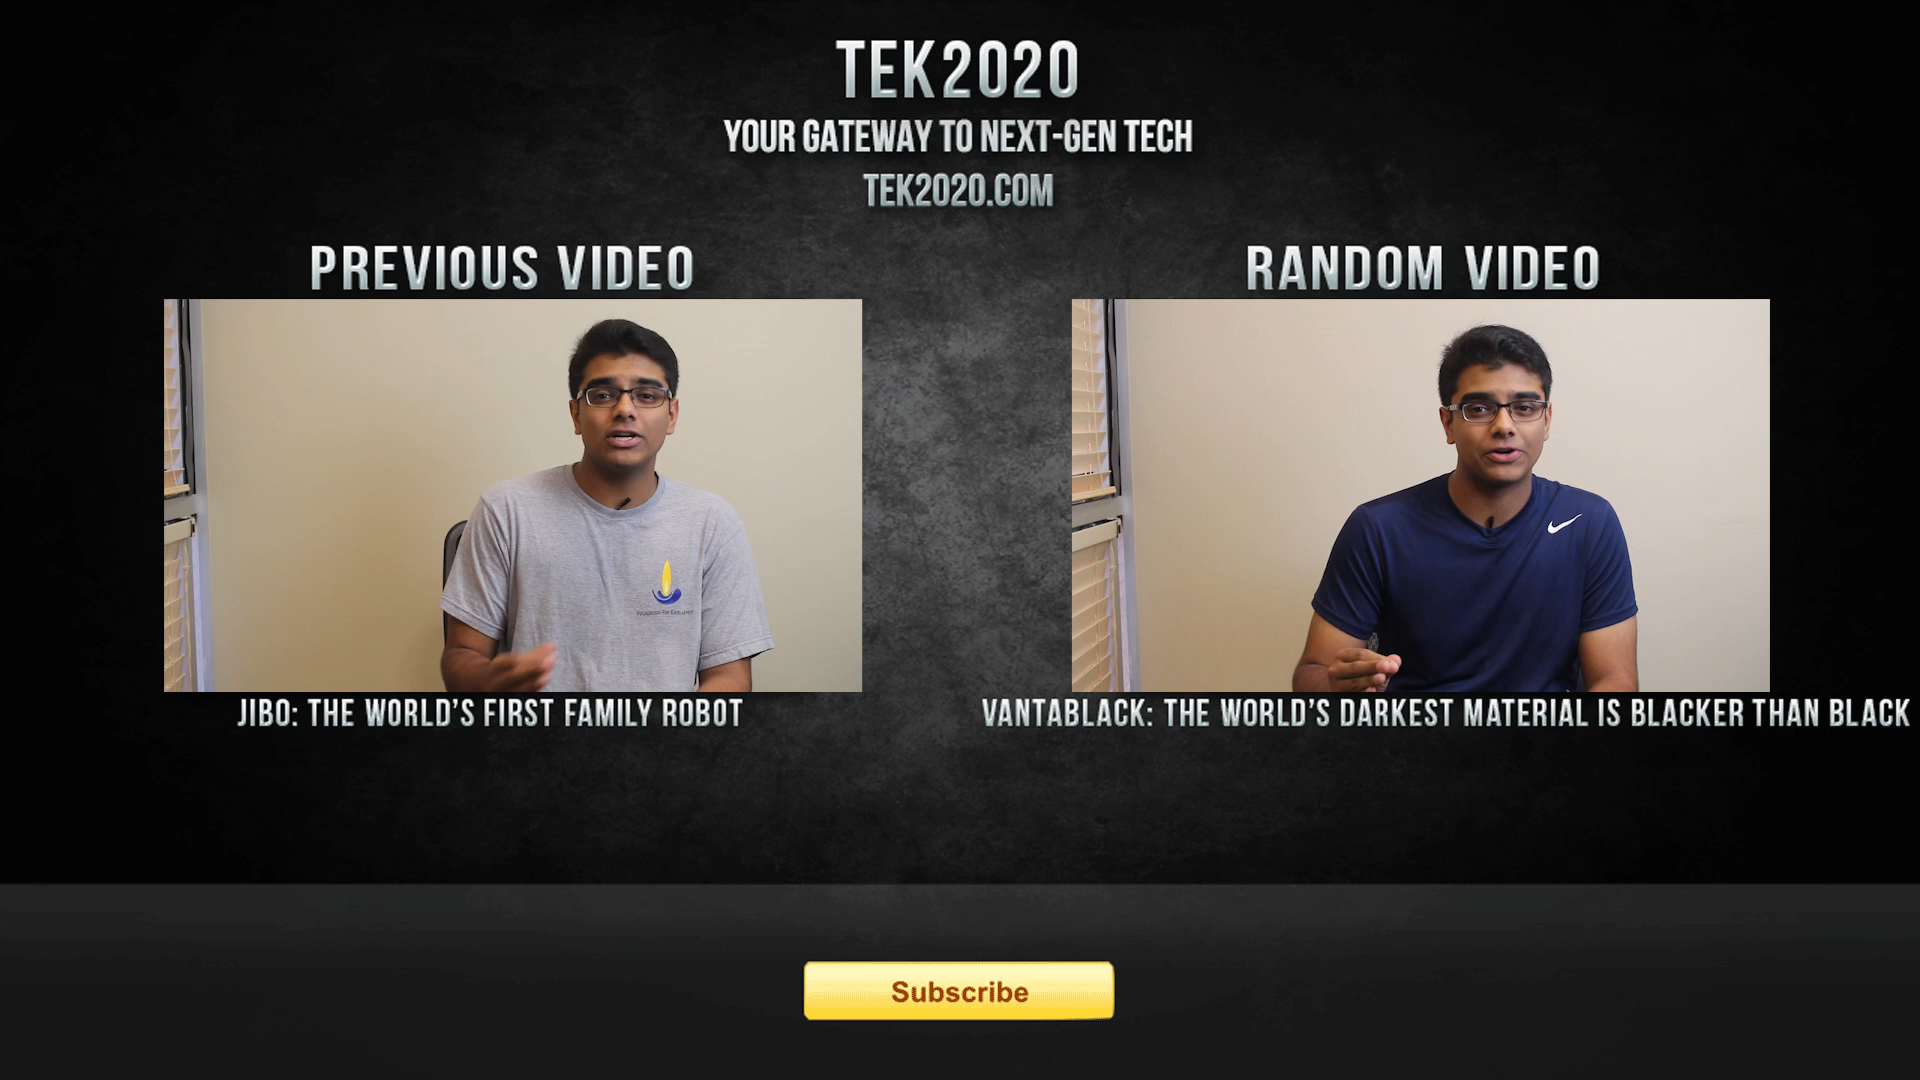 TEK2020
YOUR GATEWAY TO NEXT-GEN TECH
TEK2020.COM
PREVIOUS VIDEO
RANDOM VIDEO
JIBO: THE WORLD'S FIRST FAMILY ROBOT
VANTABLACK: THE WORLD'S DARKEST MATERIAL IS BLACKER THAN BLACK
Subscribe